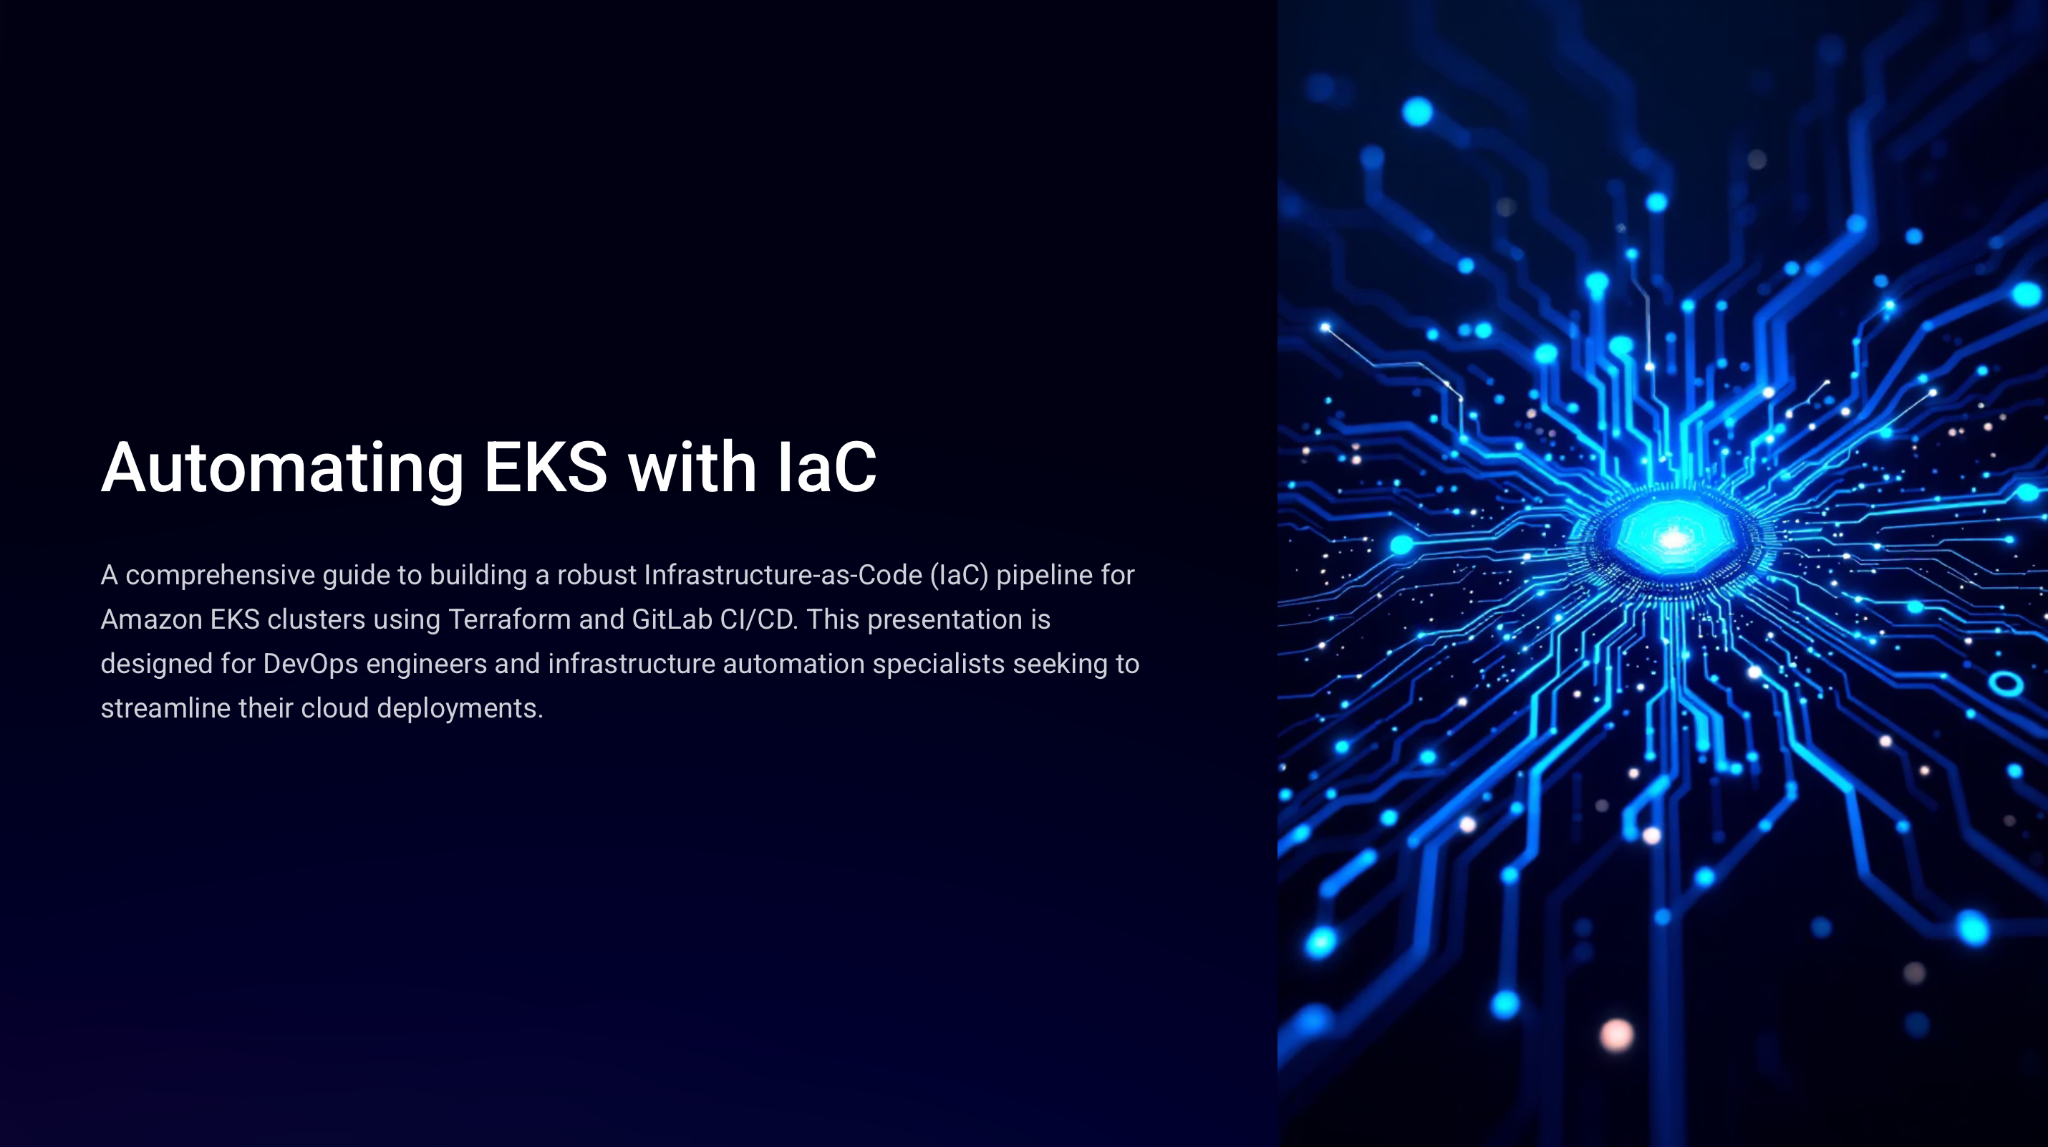 Automating EKS with IaC
A comprehensive guide to building a robust Infrastructure-as-Code (IaC) pipeline for
Amazon EKS clusters using Terraform and GitLab CI/CD. This presentation is
designed for DevOps engineers and infrastructure automation specialists seeking to
streamline their cloud deployments.